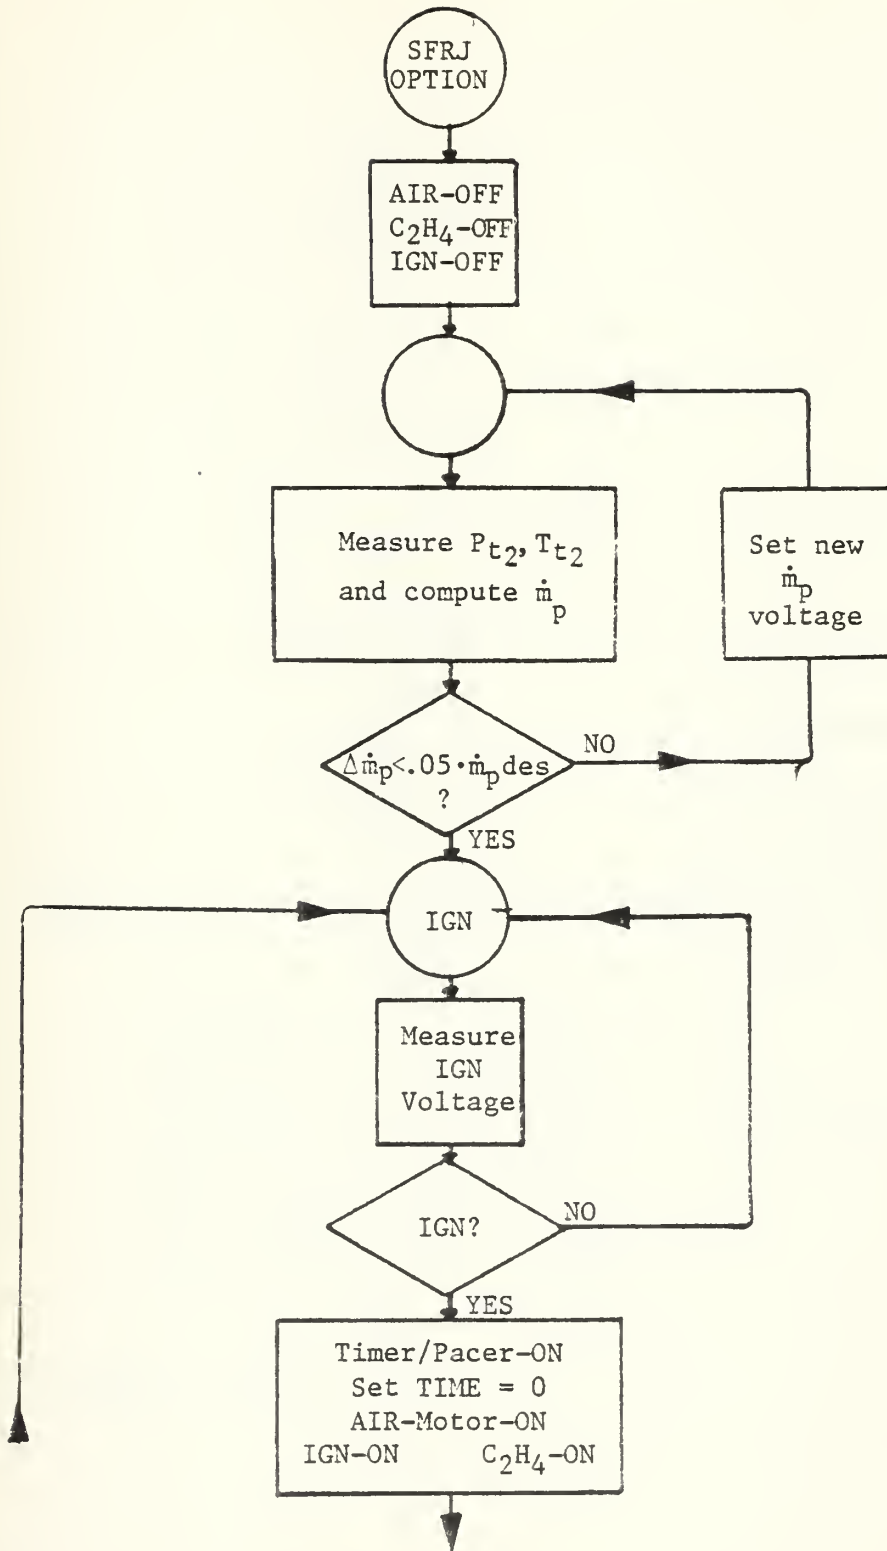 SFRJ
OPTION
AIR-OFF
C₂H₄-OFF
IGN-OFF
Measure Pt₂, Tt₂
and compute ṁp
Set new
ṁp
voltage
Δṁp<.05·ṁp des
?
NO
YES
IGN
Measure
IGN
Voltage
IGN?
NO
YES
Timer/Pacer-ON
Set TIME = 0
AIR-Motor-ON
IGN-ON C₂H₄-ON